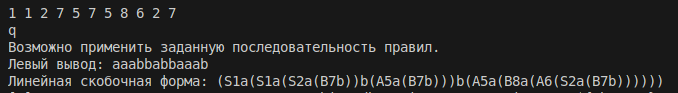 1 1 2 7 5 7 5 8 6 2 7
q
Возможно применить заданную последовательность правил.
Левый вывод: aaabbabbaaab
Линейная скобочная форма: (S1a(S1a(S2a(B7b))b(A5a(B7b)))b(A5a(B8a(A6(S2a(B7b))))))